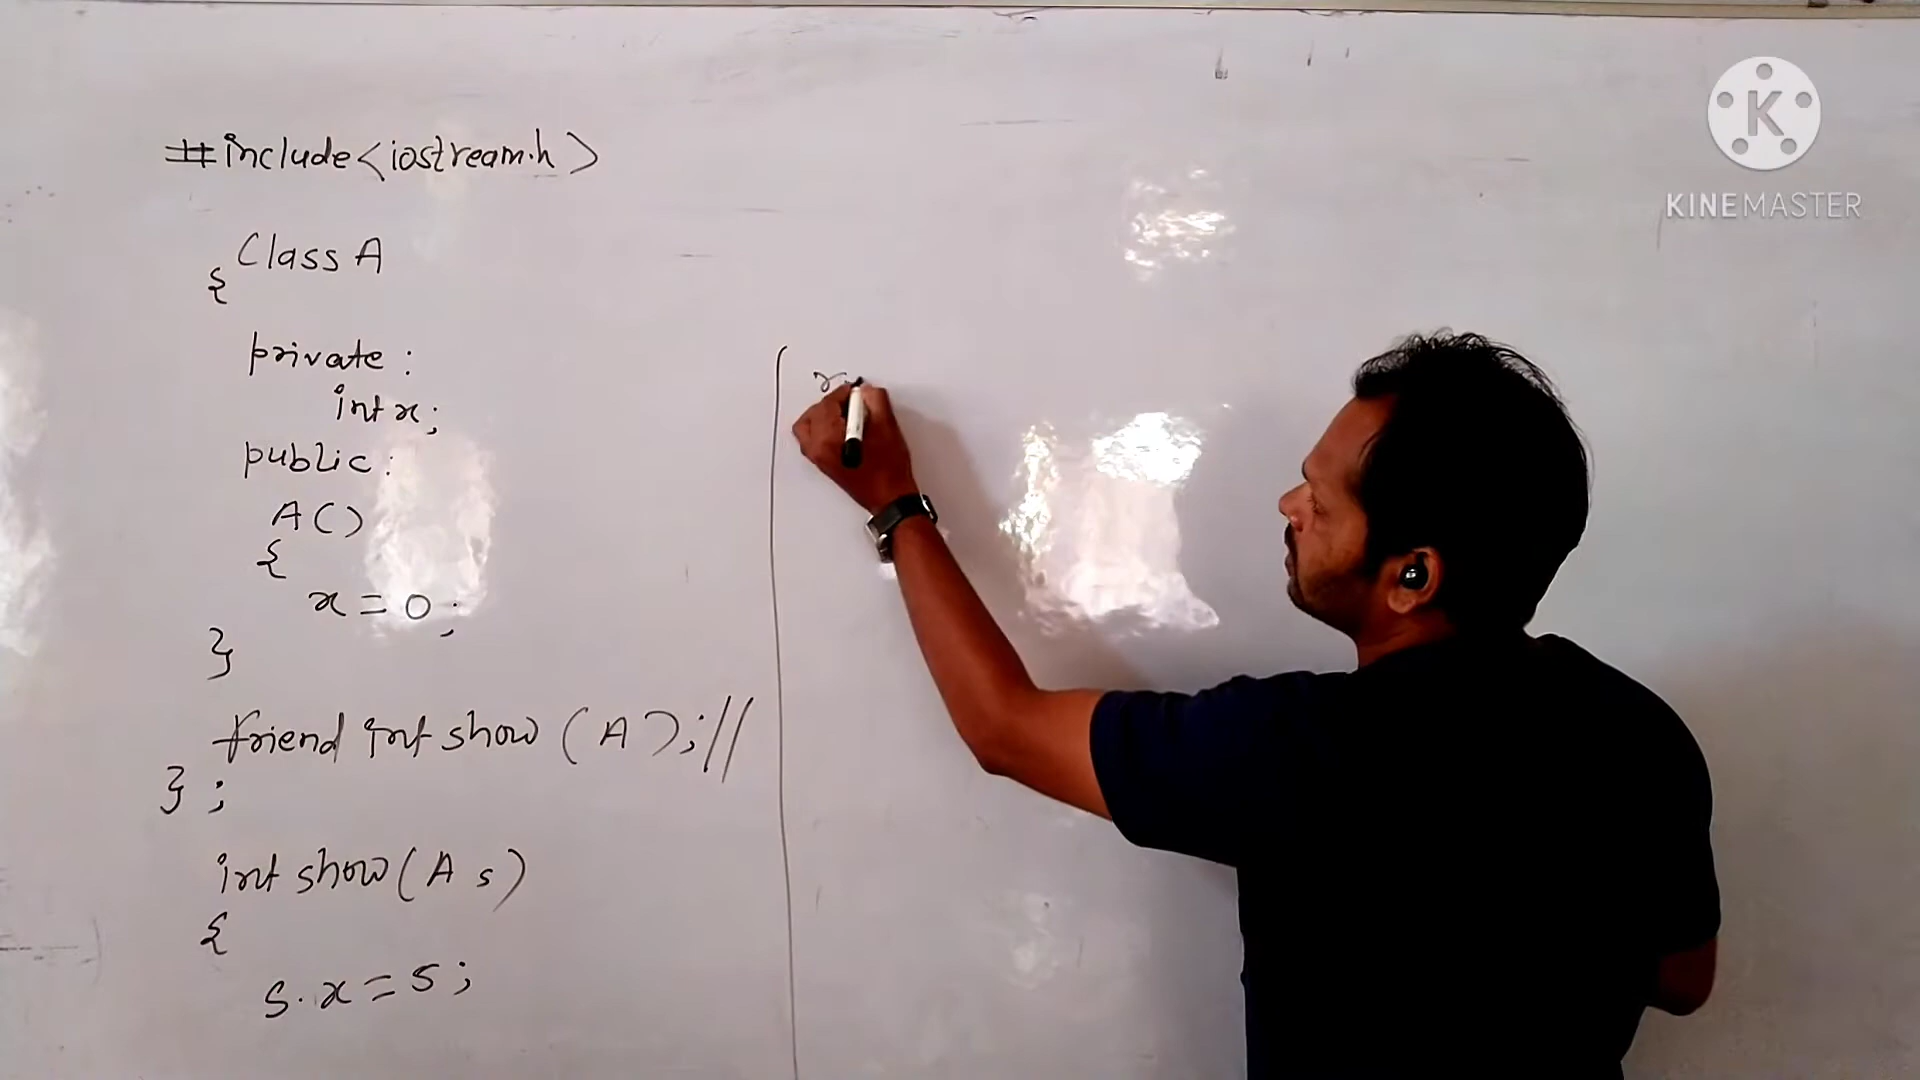 #include<iostream.h>
Class A
{
private :
int x;
public :
A()
{
x = 0;
}
friend int show (A);//
};
int show (A s)
{
s.x = 5;
K
KINEMASTER